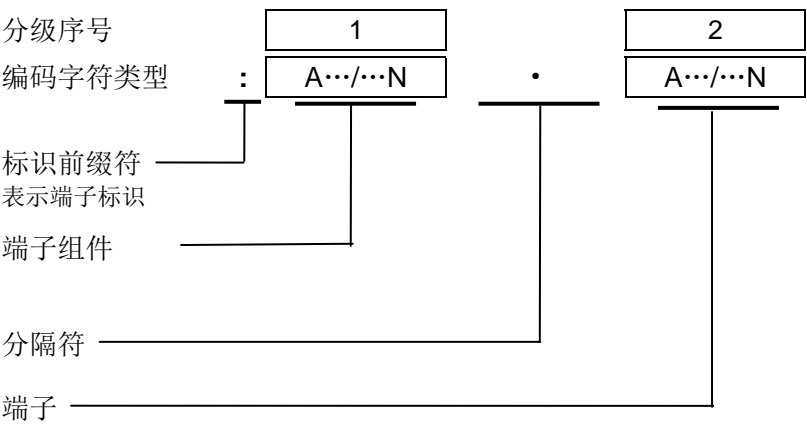 分级序号 1 2
编码字符类型 : A···/···N · A···/···N
标识前缀符
表示端子标识
端子组件
分隔符
端子